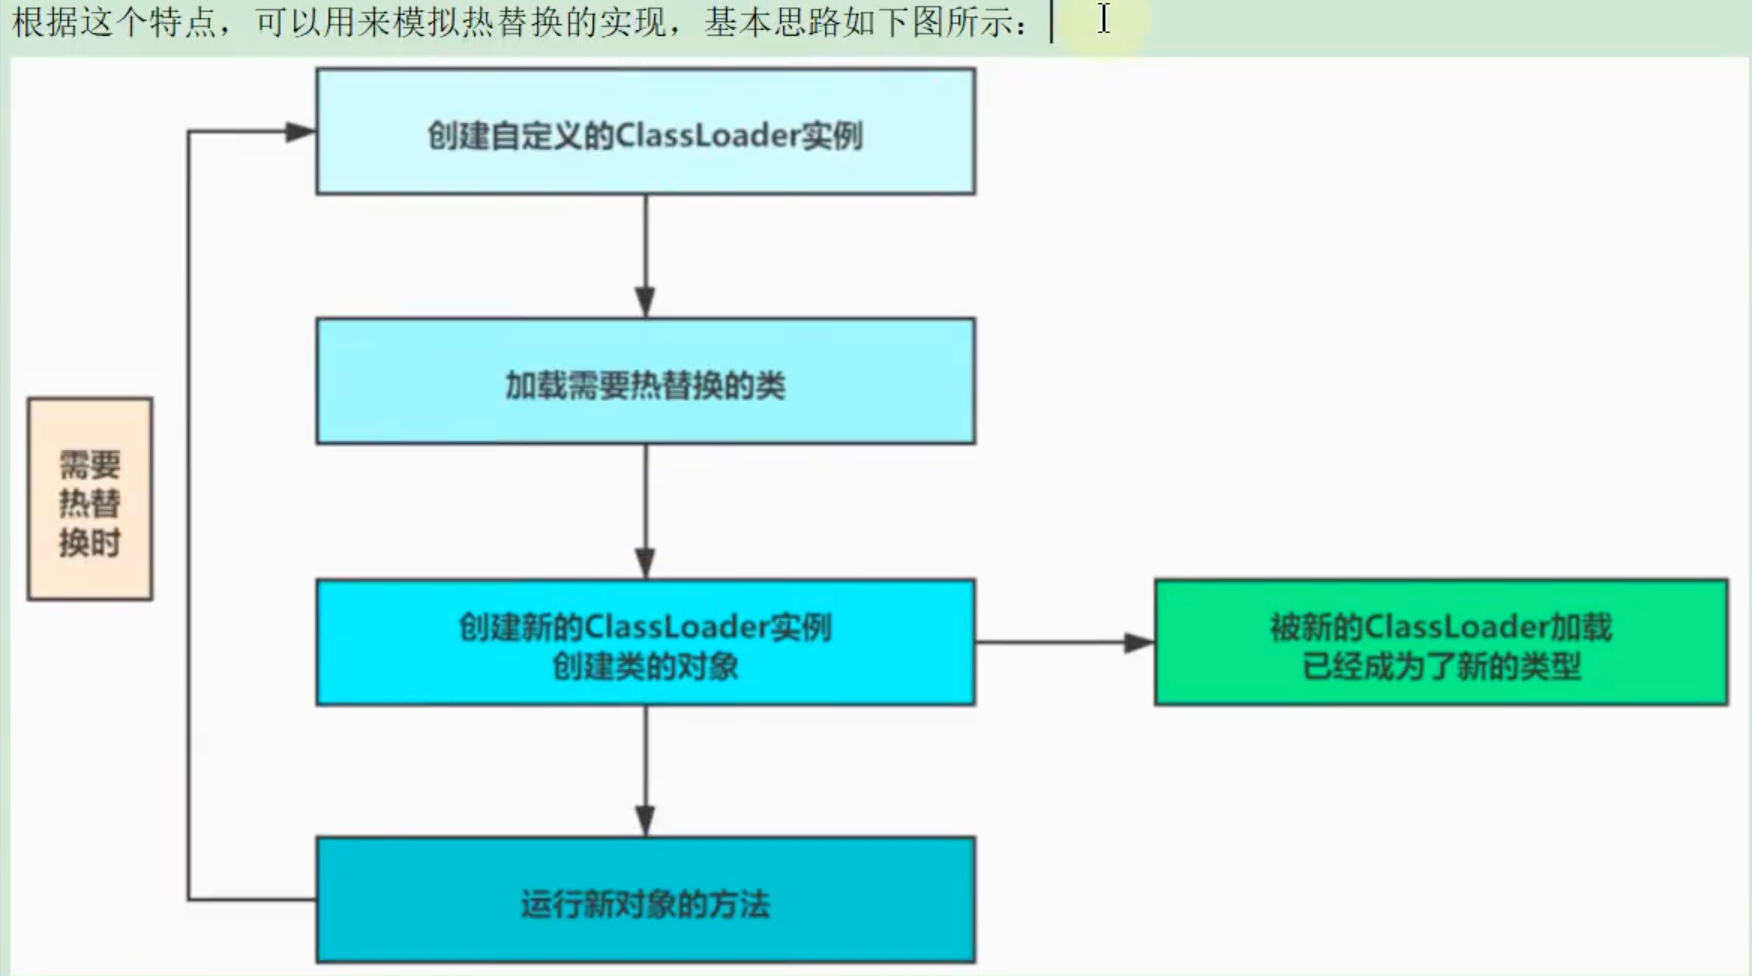 根据这个特点，可以用来模拟热替换的实现，基本思路如下图所示：
创建自定义的ClassLoader实例
加载需要热替换的类
需要
热替
换时
创建新的ClassLoader实例
创建类的对象
被新的ClassLoader加载
已经成为了新的类型
运行新对象的方法